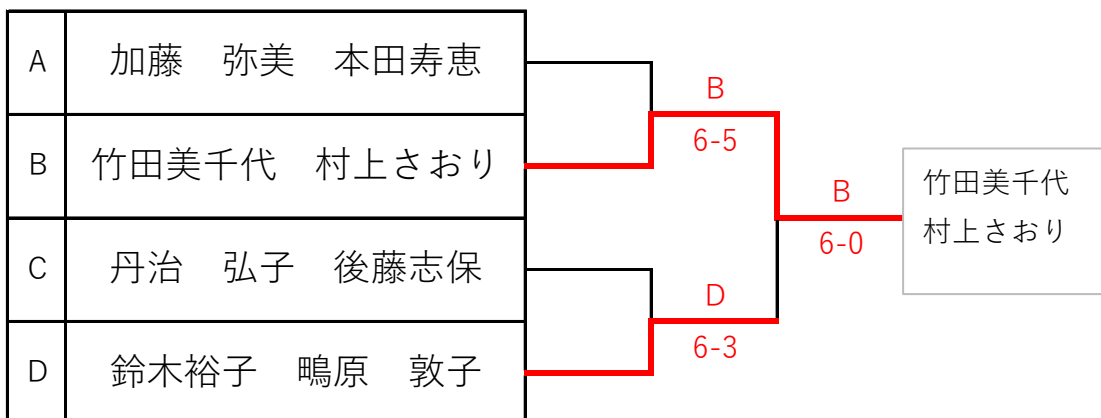 A 加藤　弥美　本田寿恵
B 竹田美千代　村上さおり
C 丹治　弘子　後藤志保
D 鈴木裕子　鴫原　敦子
B
6-5
D
6-3
B
6-0
竹田美千代
村上さおり